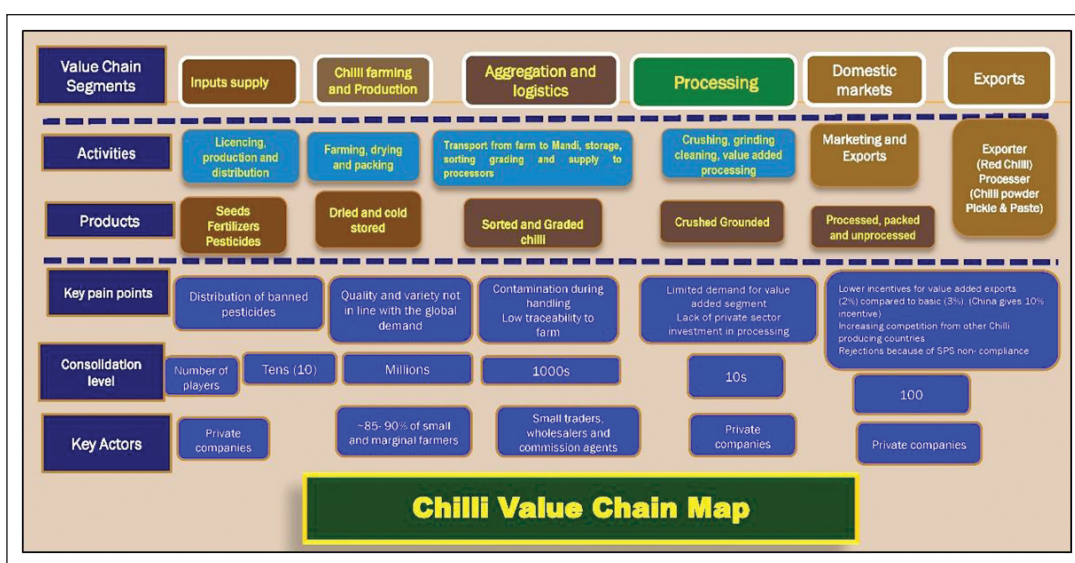 Value Chain
Segments
Inputs supply
Chilli farming
and Production
Aggregation and
logistics
Processing
Domestic
markets
Exports
Activities
Licencing,
production and
distribution
Farming, drying
and packing
Transport from farm to Mandi, storage,
sorting grading and supply to
processors
Crushing, grinding
cleaning, value added
processing
Marketing and
Exports
Exporter
(Red Chilli)
Processer
(Chilli powder
Pickle & Paste)
Products
Seeds
Fertilizers
Pesticides
Dried and cold
stored
Sorted and Graded
chilli
Crushed Grounded
Processed, packed
and unprocessed
Key pain points
Distribution of banned
pesticides
Quality and variety not
in line with the global
demand
Contamination during
handling
Low traceability to
farm
Limited demand for value
added segment
Lack of private sector
investment in processing
Lower incentives for value added exports
(2%) compared to basic (3%). (China gives 10%
incentive)
Increasing competition from other Chilli
producing countries
Rejections because of SPS non- compliance
Consolidation
level
Number of
players
Tens (10)
Millions
1000s
10s
100
Key Actors
Private
companies
~85- 90% of small
and marginal farmers
Small traders,
wholesalers and
commission agents
Private
companies
Private companies
Chilli Value Chain Map